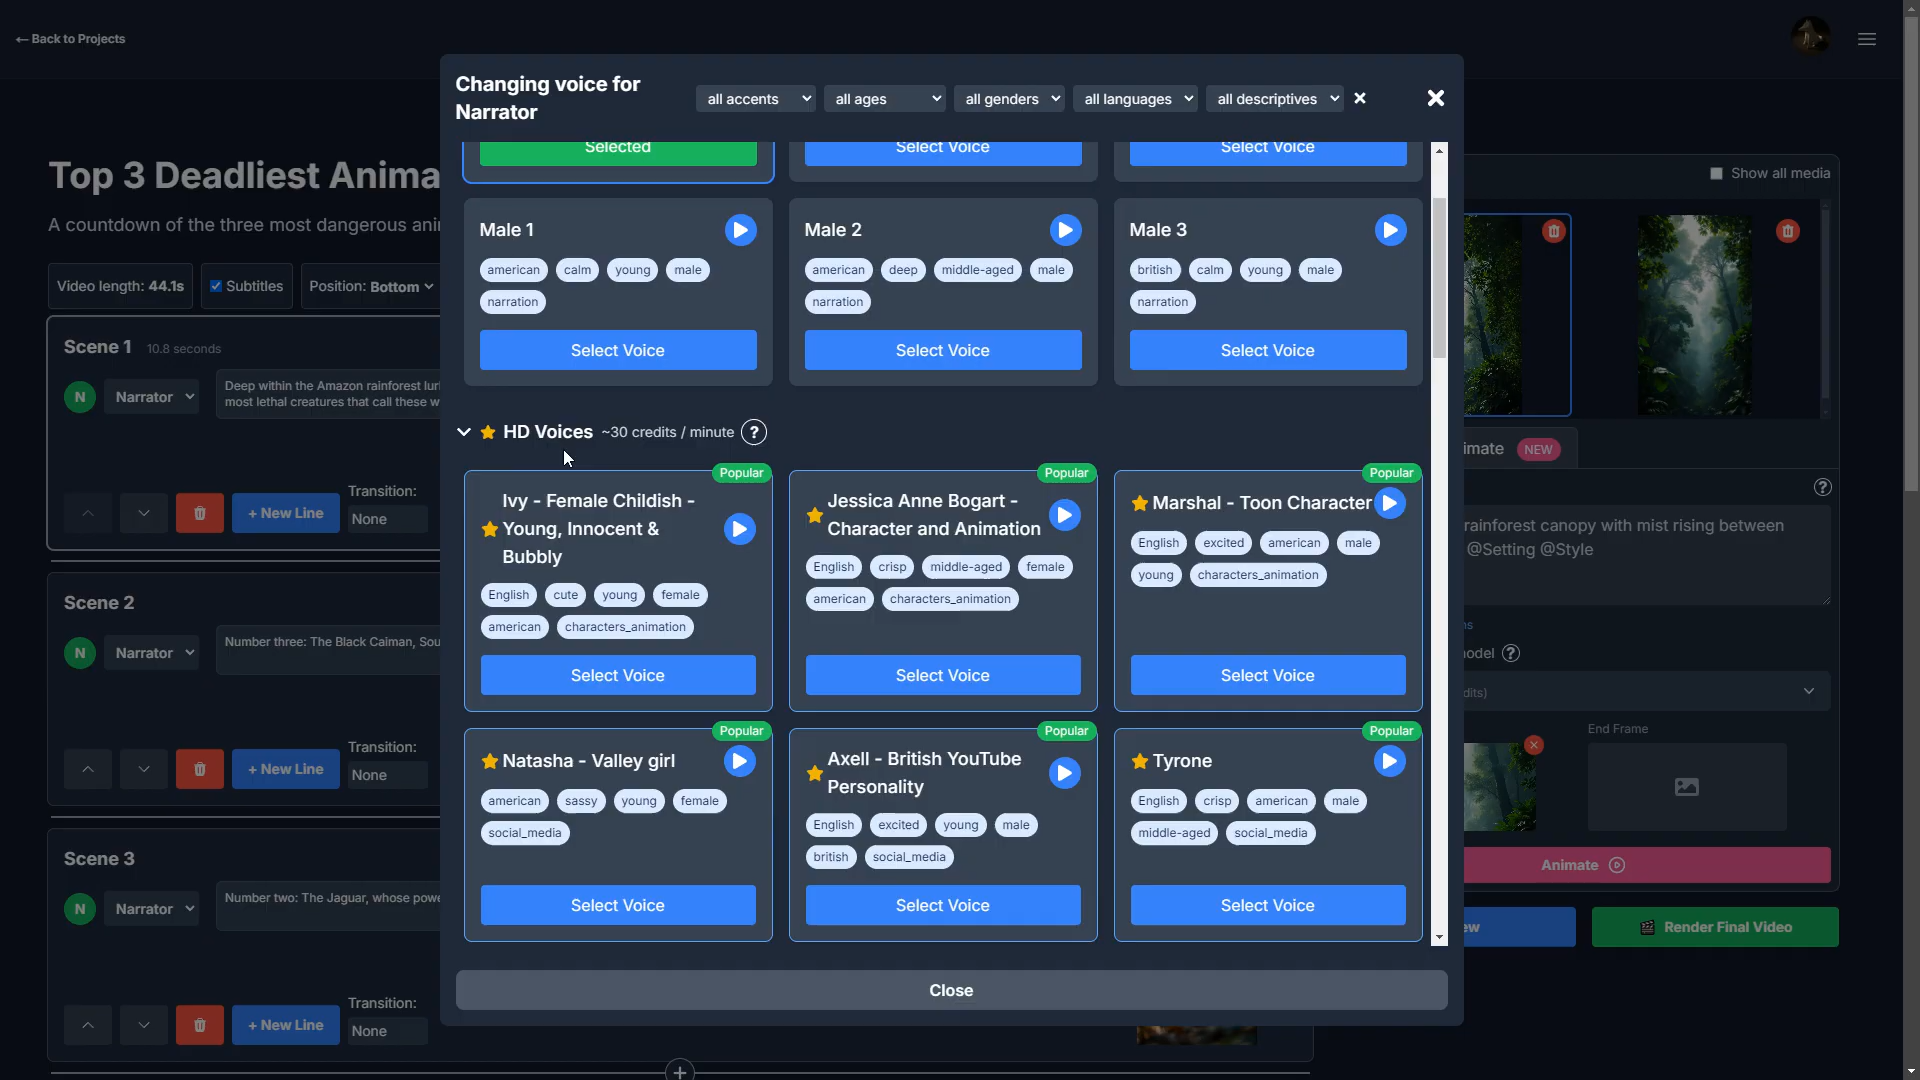 ← Back to Projects
Changing voice for
Narrator
all accents
all ages
all genders
all languages
all descriptives
Top 3 Deadliest Anima
A countdown of the three most dangerous ani
Video length: 44.1s
Subtitles
Position: Bottom
Scene 1 10.8 seconds
N
Narrator
Deep within the Amazon rainforest lur
most lethal creatures that call these w
+ New Line
Transition:
None
Scene 2
N
Narrator
Number three: The Black Caiman, Sou
+ New Line
Transition:
None
Scene 3
N
Narrator
Number two: The Jaguar, whose powe
+ New Line
Transition:
None
Selected
Select Voice
Select Voice
Male 1
american calm young male
narration
Select Voice
Male 2
american deep middle-aged male
narration
Select Voice
Male 3
british calm young male
narration
Select Voice
HD Voices ~30 credits / minute ?
Popular
Ivy - Female Childish -
Young, Innocent &
Bubbly
English cute young female
american characters_animation
Select Voice
Popular
Jessica Anne Bogart -
Character and Animation
English crisp middle-aged female
american characters_animation
Select Voice
Popular
Marshal - Toon Character
English excited american male
young characters_animation
Select Voice
Popular
Natasha - Valley girl
american sassy young female
social_media
Select Voice
Popular
Axell - British YouTube
Personality
English excited young male
british social_media
Select Voice
Popular
Tyrone
English crisp american male
middle-aged social_media
Select Voice
Close
Show all media
imate NEW
?
rainforest canopy with mist rising between
@Setting @Style
ns
odel ?
dits)
End Frame
Animate
ew
Render Final Video